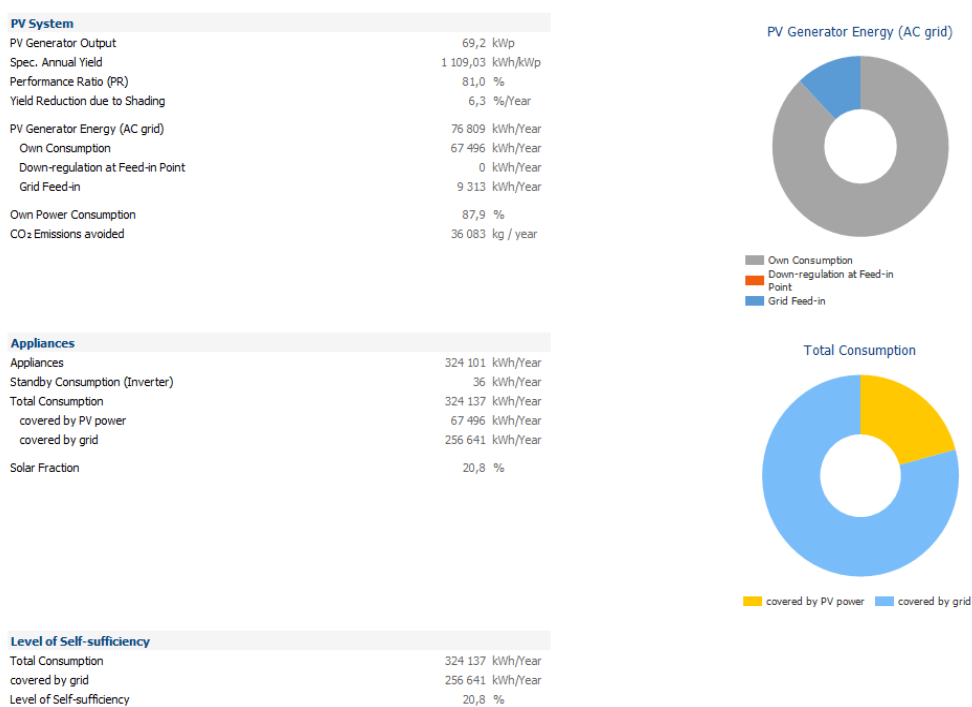 PV System
PV Generator Output 69,2 kWp
Spec. Annual Yield 1 109,03 kWh/kWp
Performance Ratio (PR) 81,0 %
Yield Reduction due to Shading 6,3 %/Year
PV Generator Energy (AC grid) 76 809 kWh/Year
Own Consumption 67 496 kWh/Year
Down-regulation at Feed-in Point 0 kWh/Year
Grid Feed-in 9 313 kWh/Year
Own Power Consumption 87,9 %
CO₂ Emissions avoided 36 083 kg / year
PV Generator Energy (AC grid)
Own Consumption
Down-regulation at Feed-in
Point
Grid Feed-in
Appliances
Appliances 324 101 kWh/Year
Standby Consumption (Inverter) 36 kWh/Year
Total Consumption 324 137 kWh/Year
covered by PV power 67 496 kWh/Year
covered by grid 256 641 kWh/Year
Solar Fraction 20,8 %
Total Consumption
covered by PV power covered by grid
Level of Self-sufficiency
Total Consumption 324 137 kWh/Year
covered by grid 256 641 kWh/Year
Level of Self-sufficiency 20,8 %